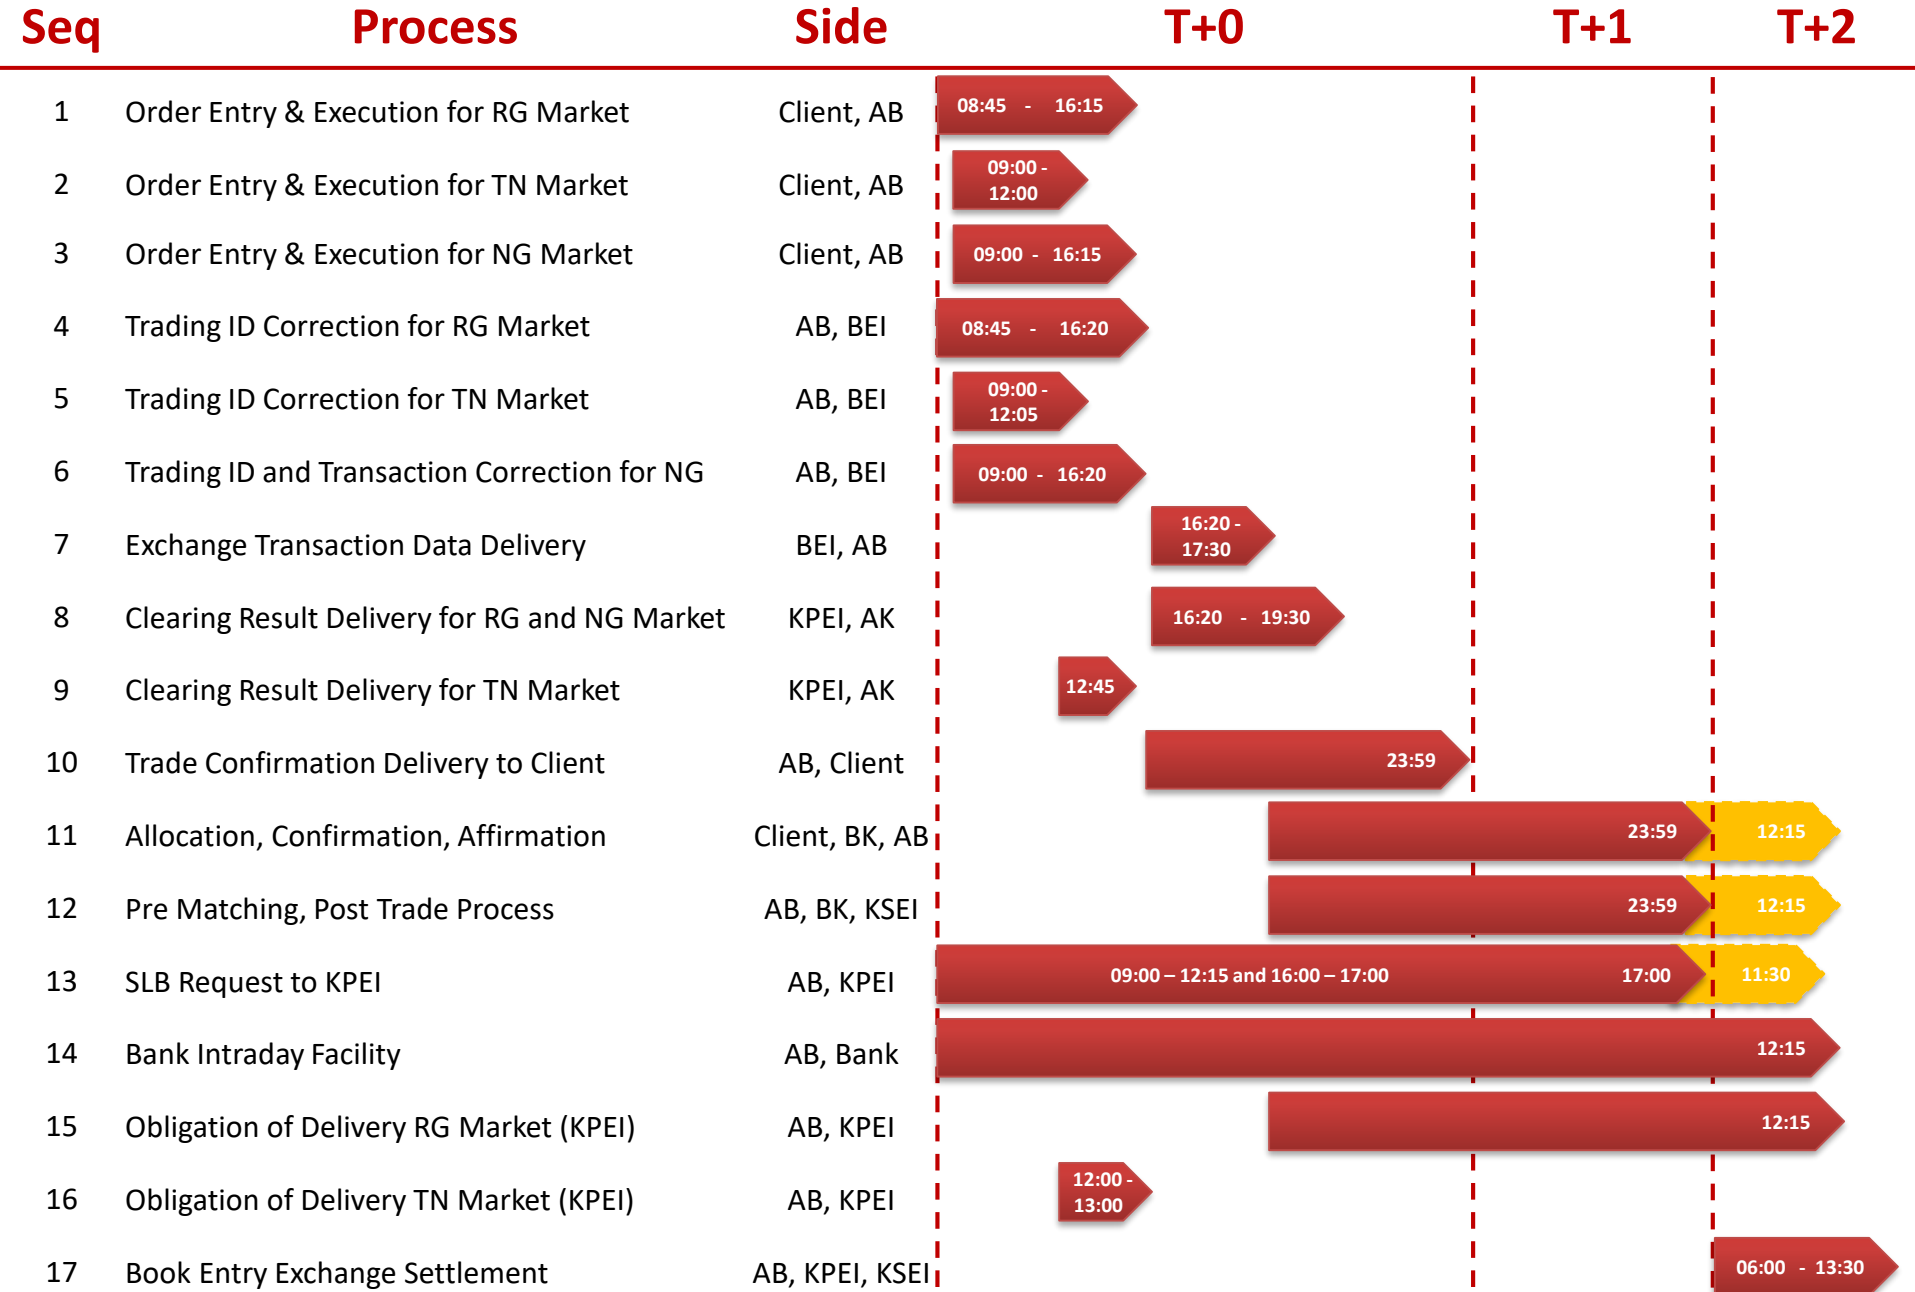 Seq Process Side T+0 T+1 T+2
1 Order Entry & Execution for RG Market Client, AB 08:45 - 16:15
2 Order Entry & Execution for TN Market Client, AB 09:00 -
12:00
3 Order Entry & Execution for NG Market Client, AB 09:00 - 16:15
4 Trading ID Correction for RG Market AB, BEI 08:45 - 16:20
5 Trading ID Correction for TN Market AB, BEI 09:00 -
12:05
6 Trading ID and Transaction Correction for NG AB, BEI 09:00 - 16:20
7 Exchange Transaction Data Delivery BEI, AB 16:20 -
17:30
8 Clearing Result Delivery for RG and NG Market KPEI, AK 16:20 - 19:30
9 Clearing Result Delivery for TN Market KPEI, AK 12:45
10 Trade Confirmation Delivery to Client AB, Client 23:59
11 Allocation, Confirmation, Affirmation Client, BK, AB 23:59 12:15
12 Pre Matching, Post Trade Process AB, BK, KSEI 23:59 12:15
13 SLB Request to KPEI AB, KPEI 09:00 – 12:15 and 16:00 – 17:00 17:00 11:30
14 Bank Intraday Facility AB, Bank 12:15
15 Obligation of Delivery RG Market (KPEI) AB, KPEI 12:15
16 Obligation of Delivery TN Market (KPEI) AB, KPEI 12:00 -
13:00
17 Book Entry Exchange Settlement AB, KPEI, KSEI 06:00 - 13:30